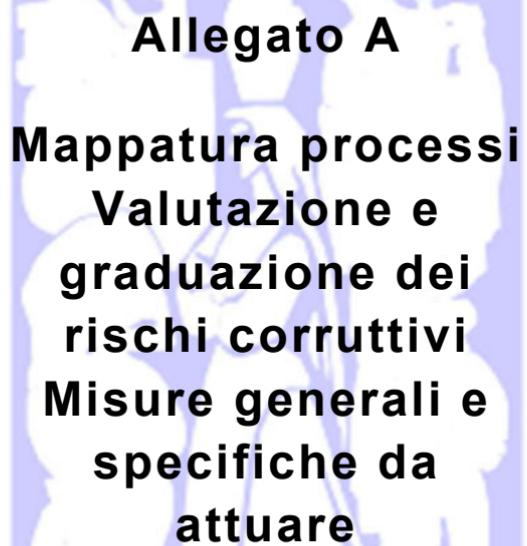 Allegato A
Mappatura processi
Valutazione e
graduazione dei
rischi corruttivi
Misure generali e
specifiche da
attuare